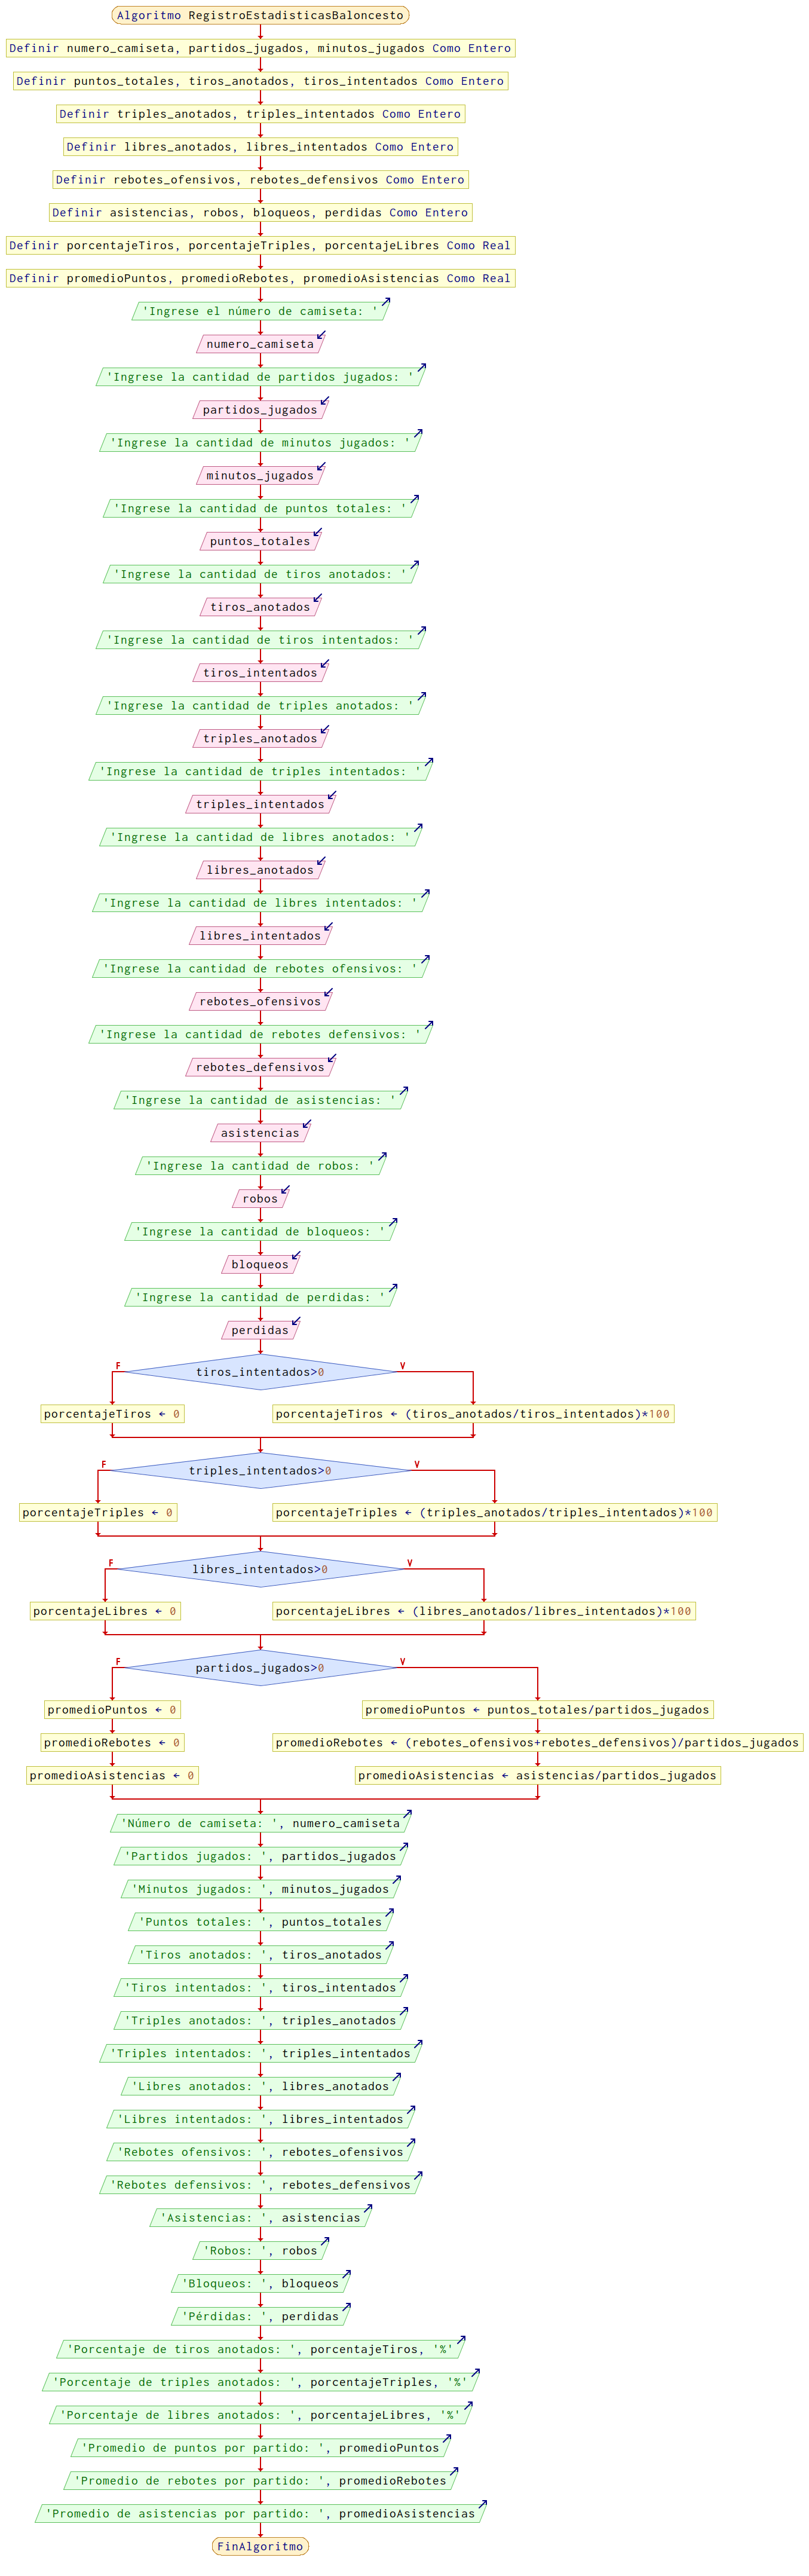 Algoritmo RegistroEstadisticasBaloncesto
Definir numero_camiseta, partidos_jugados, minutos_jugados Como Entero
Definir puntos_totales, tiros_anotados, tiros_intentados Como Entero
Definir triples_anotados, triples_intentados Como Entero
Definir libres_anotados, libres_intentados Como Entero
Definir rebotes_ofensivos, rebotes_defensivos Como Entero
Definir asistencias, robos, bloqueos, perdidas Como Entero
Definir porcentajeTiros, porcentajeTriples, porcentajeLibres Como Real
Definir promedioPuntos, promedioRebotes, promedioAsistencias Como Real
'Ingrese el número de camiseta: '
numero_camiseta
'Ingrese la cantidad de partidos jugados: '
partidos_jugados
'Ingrese la cantidad de minutos jugados: '
minutos_jugados
'Ingrese la cantidad de puntos totales: '
puntos_totales
'Ingrese la cantidad de tiros anotados: '
tiros_anotados
'Ingrese la cantidad de tiros intentados: '
tiros_intentados
'Ingrese la cantidad de triples anotados: '
triples_anotados
'Ingrese la cantidad de triples intentados: '
triples_intentados
'Ingrese la cantidad de libres anotados: '
libres_anotados
'Ingrese la cantidad de libres intentados: '
libres_intentados
'Ingrese la cantidad de rebotes ofensivos: '
rebotes_ofensivos
'Ingrese la cantidad de rebotes defensivos: '
rebotes_defensivos
'Ingrese la cantidad de asistencias: '
asistencias
'Ingrese la cantidad de robos: '
robos
'Ingrese la cantidad de bloqueos: '
bloqueos
'Ingrese la cantidad de perdidas: '
perdidas
F V
tiros_intentados>0
porcentajeTiros ← 0
porcentajeTiros ← (tiros_anotados/tiros_intentados)*100
F V
triples_intentados>0
porcentajeTriples ← 0
porcentajeTriples ← (triples_anotados/triples_intentados)*100
F V
libres_intentados>0
porcentajeLibres ← 0
porcentajeLibres ← (libres_anotados/libres_intentados)*100
F V
partidos_jugados>0
promedioPuntos ← 0
promedioPuntos ← puntos_totales/partidos_jugados
promedioRebotes ← 0
promedioRebotes ← (rebotes_ofensivos+rebotes_defensivos)/partidos_jugados
promedioAsistencias ← 0
promedioAsistencias ← asistencias/partidos_jugados
'Número de camiseta: ', numero_camiseta
'Partidos jugados: ', partidos_jugados
'Minutos jugados: ', minutos_jugados
'Puntos totales: ', puntos_totales
'Tiros anotados: ', tiros_anotados
'Tiros intentados: ', tiros_intentados
'Triples anotados: ', triples_anotados
'Triples intentados: ', triples_intentados
'Libres anotados: ', libres_anotados
'Libres intentados: ', libres_intentados
'Rebotes ofensivos: ', rebotes_ofensivos
'Rebotes defensivos: ', rebotes_defensivos
'Asistencias: ', asistencias
'Robos: ', robos
'Bloqueos: ', bloqueos
'Pérdidas: ', perdidas
'Porcentaje de tiros anotados: ', porcentajeTiros, '%'
'Porcentaje de triples anotados: ', porcentajeTriples, '%'
'Porcentaje de libres anotados: ', porcentajeLibres, '%'
'Promedio de puntos por partido: ', promedioPuntos
'Promedio de rebotes por partido: ', promedioRebotes
'Promedio de asistencias por partido: ', promedioAsistencias
FinAlgoritmo